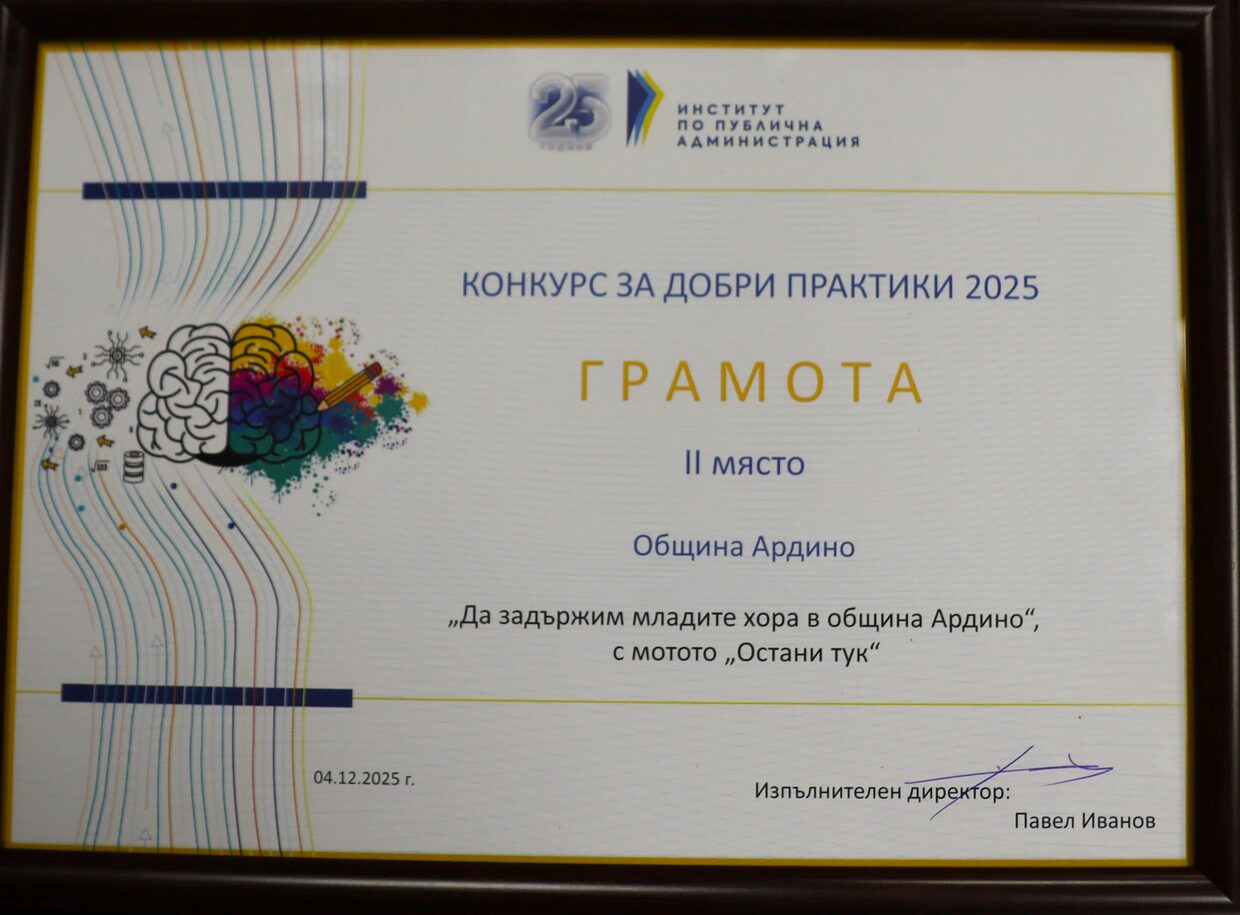 25
ГОДИНИ
ИНСТИТУТ
ПО ПУБЛИЧНА
АДМИНИСТРАЦИЯ
КОНКУРС ЗА ДОБРИ ПРАКТИКИ 2025
ГРАМОТА
II място
Община Ардино
„Да задържим младите хора в община Ардино“,
с мотото „Остани тук“
04.12.2025 г.
Изпълнителен директор:
Павел Иванов